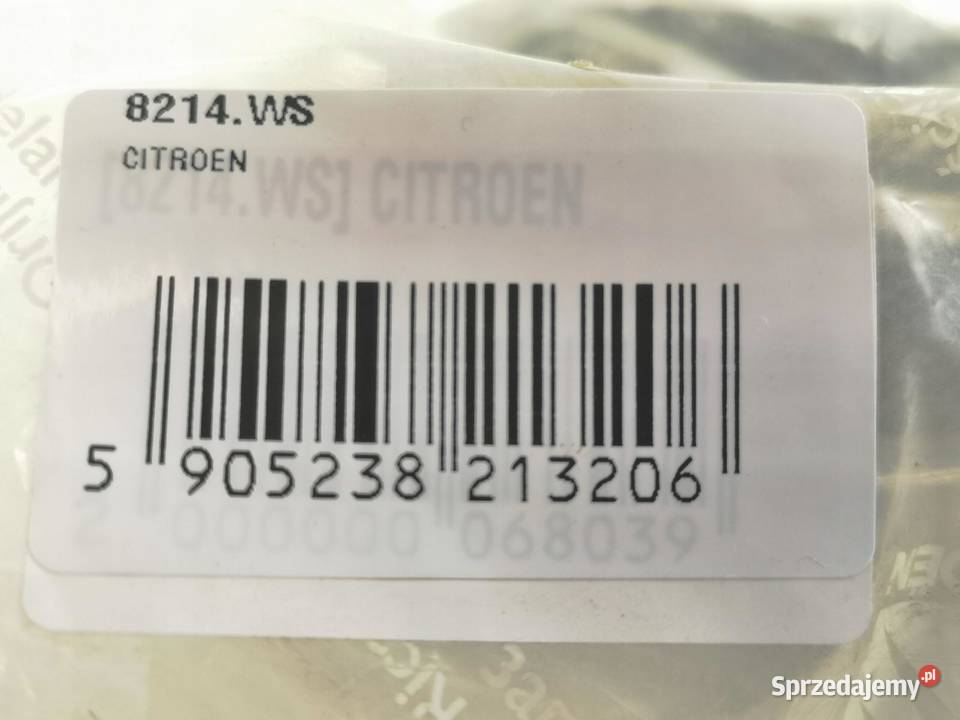 8214.WS
CITROEN
[8214.WS] CITROEN
5 905238 213206
2 000000 068039
Sprzedajemy.pl